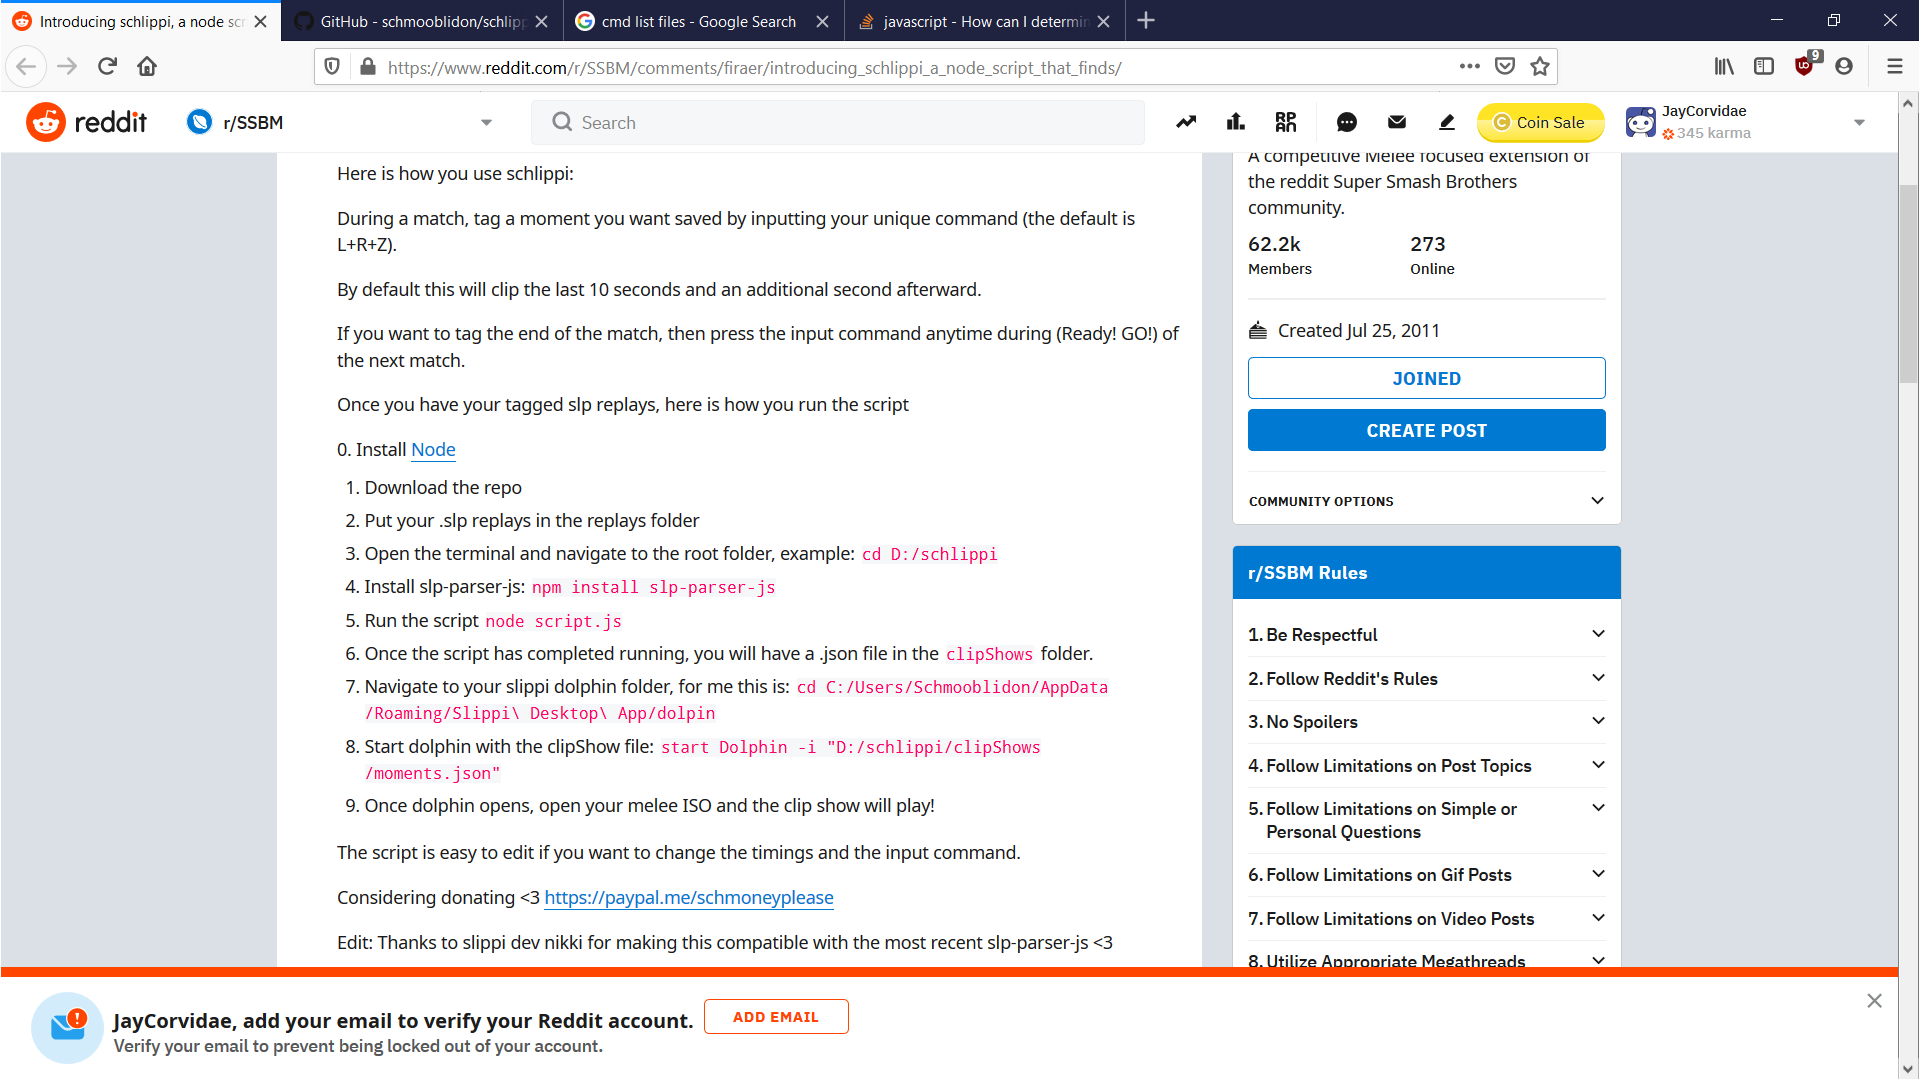 Introducing schlippi, a node scr
GitHub - schmooblidon/schlipp
cmd list files - Google Search
javascript - How can I determin
https://www.reddit.com/r/SSBM/comments/firaer/introducing_schlippi_a_node_script_that_finds/
9
reddit
r/SSBM
Search
RPAN
Coin Sale
JayCorvidae
345 karma
Here is how you use schlippi:
During a match, tag a moment you want saved by inputting your unique command (the default is
L+R+Z).
By default this will clip the last 10 seconds and an additional second afterward.
If you want to tag the end of the match, then press the input command anytime during (Ready! GO!) of
the next match.
Once you have your tagged slp replays, here is how you run the script
0. Install Node
1. Download the repo
2. Put your .slp replays in the replays folder
3. Open the terminal and navigate to the root folder, example: cd D:/schlippi
4. Install slp-parser-js: npm install slp-parser-js
5. Run the script node script.js
6. Once the script has completed running, you will have a .json file in the clipShows folder.
7. Navigate to your slippi dolphin folder, for me this is: cd C:/Users/Schmooblidon/AppData
/Roaming/Slippi\ Desktop\ App/dolpin
8. Start dolphin with the clipShow file: start Dolphin -i "D:/schlippi/clipShows
/moments.json"
9. Once dolphin opens, open your melee ISO and the clip show will play!
The script is easy to edit if you want to change the timings and the input command.
Considering donating <3 https://paypal.me/schmoneyplease
Edit: Thanks to slippi dev nikki for making this compatible with the most recent slp-parser-js <3
A competitive Melee focused extension of
the reddit Super Smash Brothers
community.
62.2k
273
Members
Online
Created Jul 25, 2011
JOINED
CREATE POST
COMMUNITY OPTIONS
r/SSBM Rules
1. Be Respectful
2. Follow Reddit's Rules
3. No Spoilers
4. Follow Limitations on Post Topics
5. Follow Limitations on Simple or
Personal Questions
6. Follow Limitations on Gif Posts
7. Follow Limitations on Video Posts
8. Utilize Appropriate Megathreads
JayCorvidae, add your email to verify your Reddit account.
ADD EMAIL
Verify your email to prevent being locked out of your account.